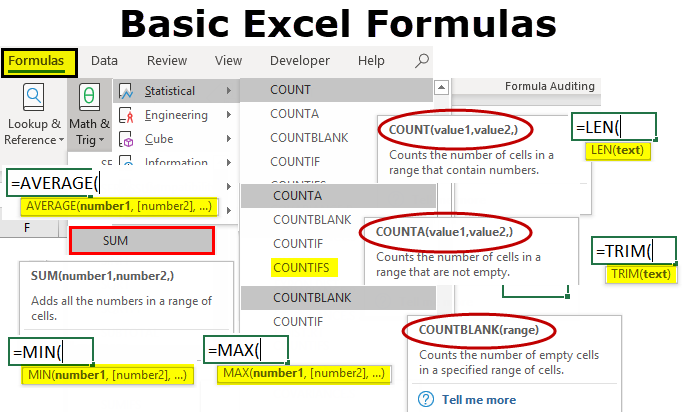 Basic Excel Formulas
Formulas
Data
Review
View
Developer
Help
Lookup &
Reference
Math &
Trig
Statistical
Engineering
Cube
Information
COUNT
COUNTA
COUNTBLANK
COUNTIF
Formula Auditing
COUNT(value1,value2,)
Counts the number of cells in a
range that contain numbers.
=LEN(
LEN(text)
=AVERAGE(
AVERAGE(number1, [number2], ...)
F
SUM
SUM(number1,number2,)
Adds all the numbers in a range of
cells.
COUNTA
COUNTBLANK
COUNTIF
COUNTIFS
COUNTA(value1,value2,)
Counts the number of cells in a
range that are not empty.
=TRIM(
TRIM(text)
COUNTBLANK
COUNTIF
COUNTBLANK(range)
Counts the number of empty cells
in a specified range of cells.
Tell me more
=MIN(
MIN(number1, [number2], ...)
=MAX(
MAX(number1, [number2], ...)